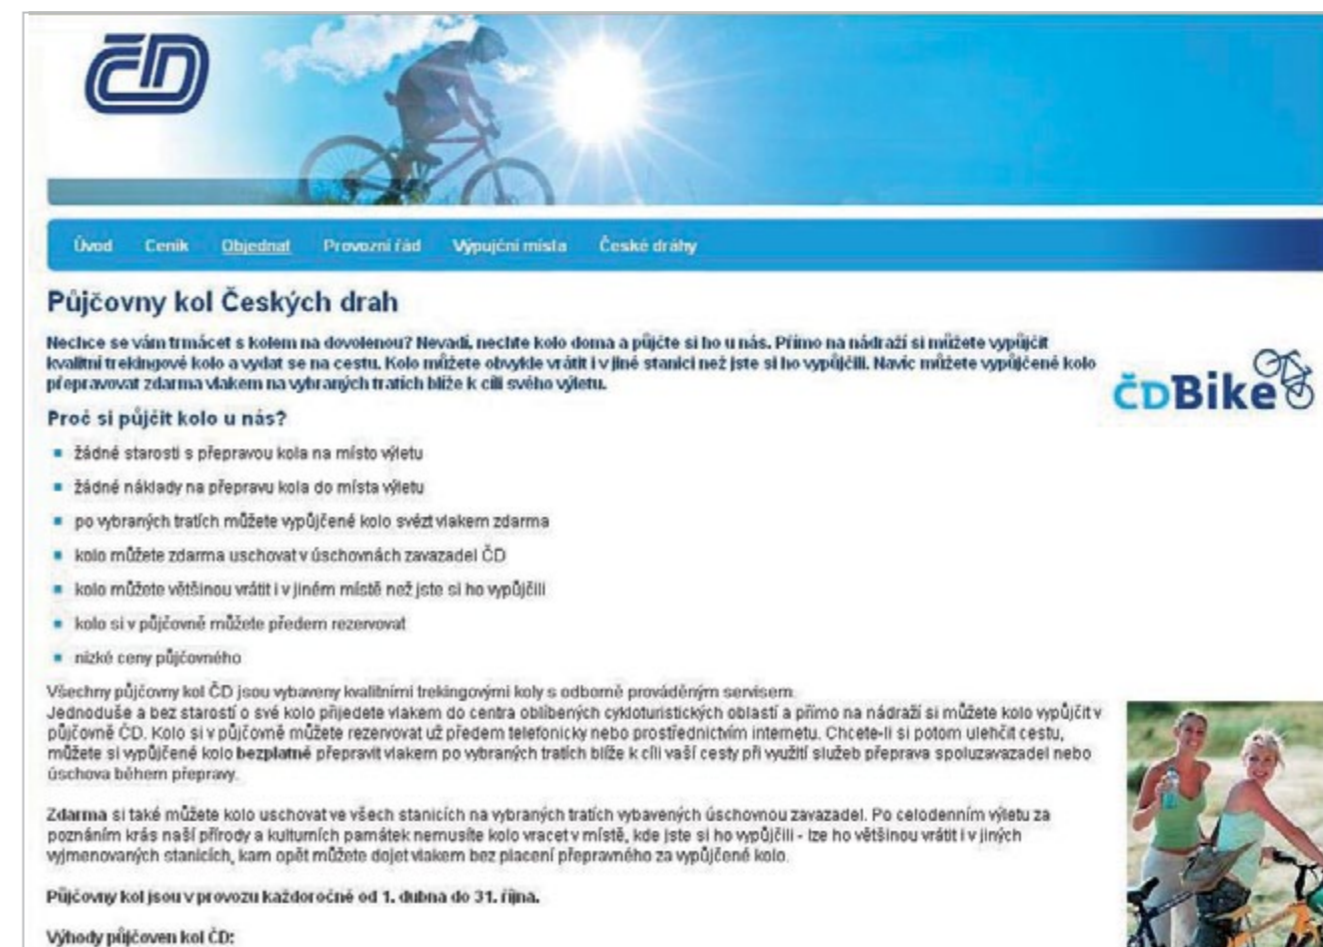 ČD
Úvod Ceník Objednat Provozní řád Výpujční místa České dráhy
Půjčovny kol Českých drah
Nechce se vám trmácet s kolem na dovolenou? Nevadí, nechte kolo doma a půjčte si ho u nás. Přímo na nádraží si můžete vypůjčit
kvalitní trekingové kolo a vydat se na cestu. Kolo můžete obvykle vrátit i v jiné stanici než jste si ho vypůjčili. Navíc můžete vypůjčené kolo
přepravovat zdarma vlakem na vybraných tratích blíže k cíli svého výletu.
ČDBike
Proč si půjčit kolo u nás?
žádné starosti s přepravou kola na místo výletu
žádné náklady na přepravu kola do místa výletu
po vybraných tratích můžete vypůjčené kolo svézt vlakem zdarma
kolo můžete zdarma uschovat v úschovnách zavazadel ČD
kolo můžete většinou vrátit i v jiném místě než jste si ho vypůjčili
kolo si v půjčovně můžete předem rezervovat
nízké ceny půjčovného
Všechny půjčovny kol ČD jsou vybaveny kvalitními trekingovými koly s odborně prováděným servisem.
Jednoduše a bez starostí o své kolo přijedete vlakem do centra oblíbených cykloturistických oblastí a přímo na nádraží si můžete kolo vypůjčit v
půjčovně ČD. Kolo si v půjčovně můžete rezervovat už předem telefonicky nebo prostřednictvím internetu. Chcete-li si potom ulehčit cestu,
můžete si vypůjčené kolo bezplatně přepravit vlakem po vybraných tratích blíže k cíli vaší cesty při využití služeb přeprava spoluzavazadel nebo
úschova během přepravy.
Zdarma si také můžete kolo uschovat ve všech stanicích na vybraných tratích vybavených úschovnou zavazadel. Po celodenním výletu za
poznáním krás naší přírody a kulturních památek nemusíte kolo vracet v místě, kde jste si ho vypůjčili - lze ho většinou vrátit i v jiných
vyjmenovaných stanicích, kam opět můžete dojet vlakem bez placení přepravného za vypůjčené kolo.
Půjčovny kol jsou v provozu každoročně od 1. dubna do 31. října.
Výhody půjčoven kol ČD: